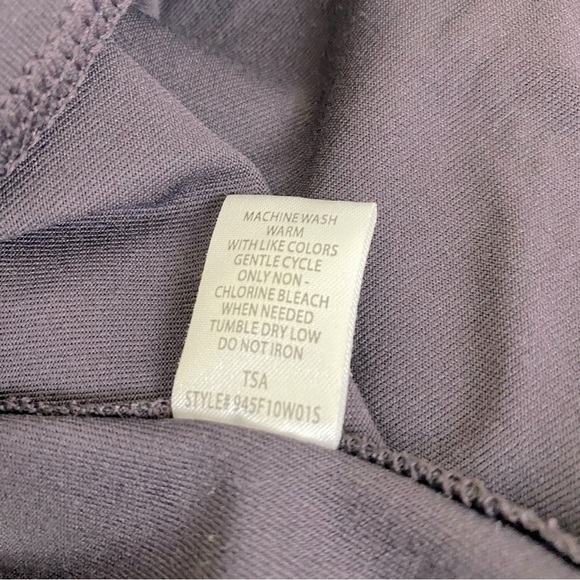 MACHINE WASH
WARM
WITH LIKE COLORS
GENTLE CYCLE
ONLY NON -
CHLORINE BLEACH
WHEN NEEDED
TUMBLE DRY LOW
DO NOT IRON
TSA
STYLE# 945F10W01S